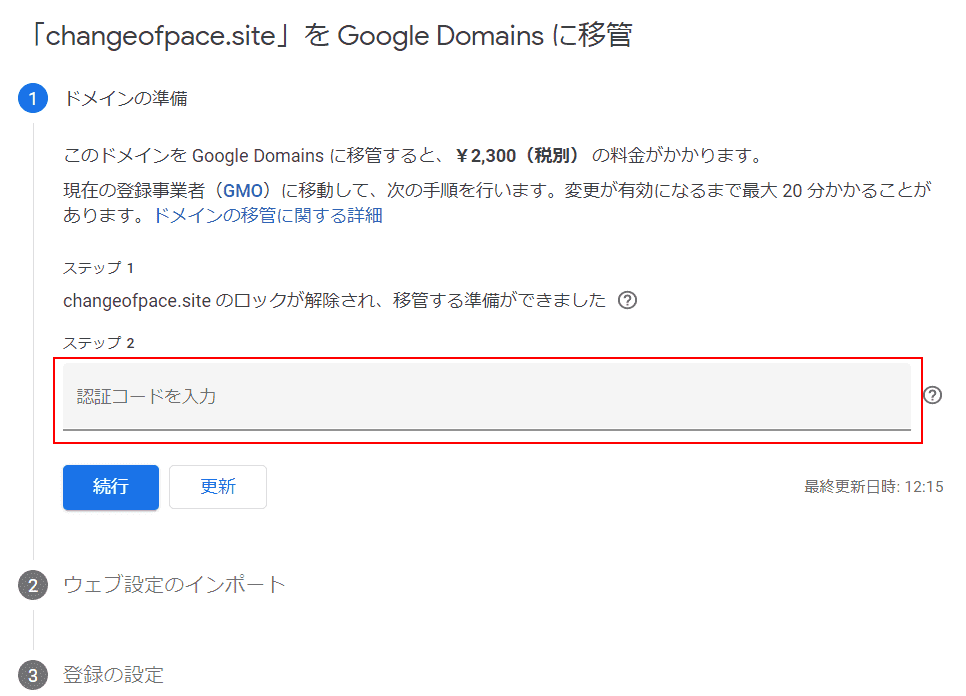 「changeofpace.site」を Google Domains に移管
1 ドメインの準備
このドメインを Google Domains に移管すると、￥2,300（税別） の料金がかかります。
現在の登録事業者（GMO）に移動して、次の手順を行います。変更が有効になるまで最大 20 分かかることが
あります。ドメインの移管に関する詳細
ステップ 1
changeofpace.site のロックが解除され、移管する準備ができました ?
ステップ 2
認証コードを入力 ?
続行 更新 最終更新日時: 12:15
2 ウェブ設定のインポート
3 登録の設定